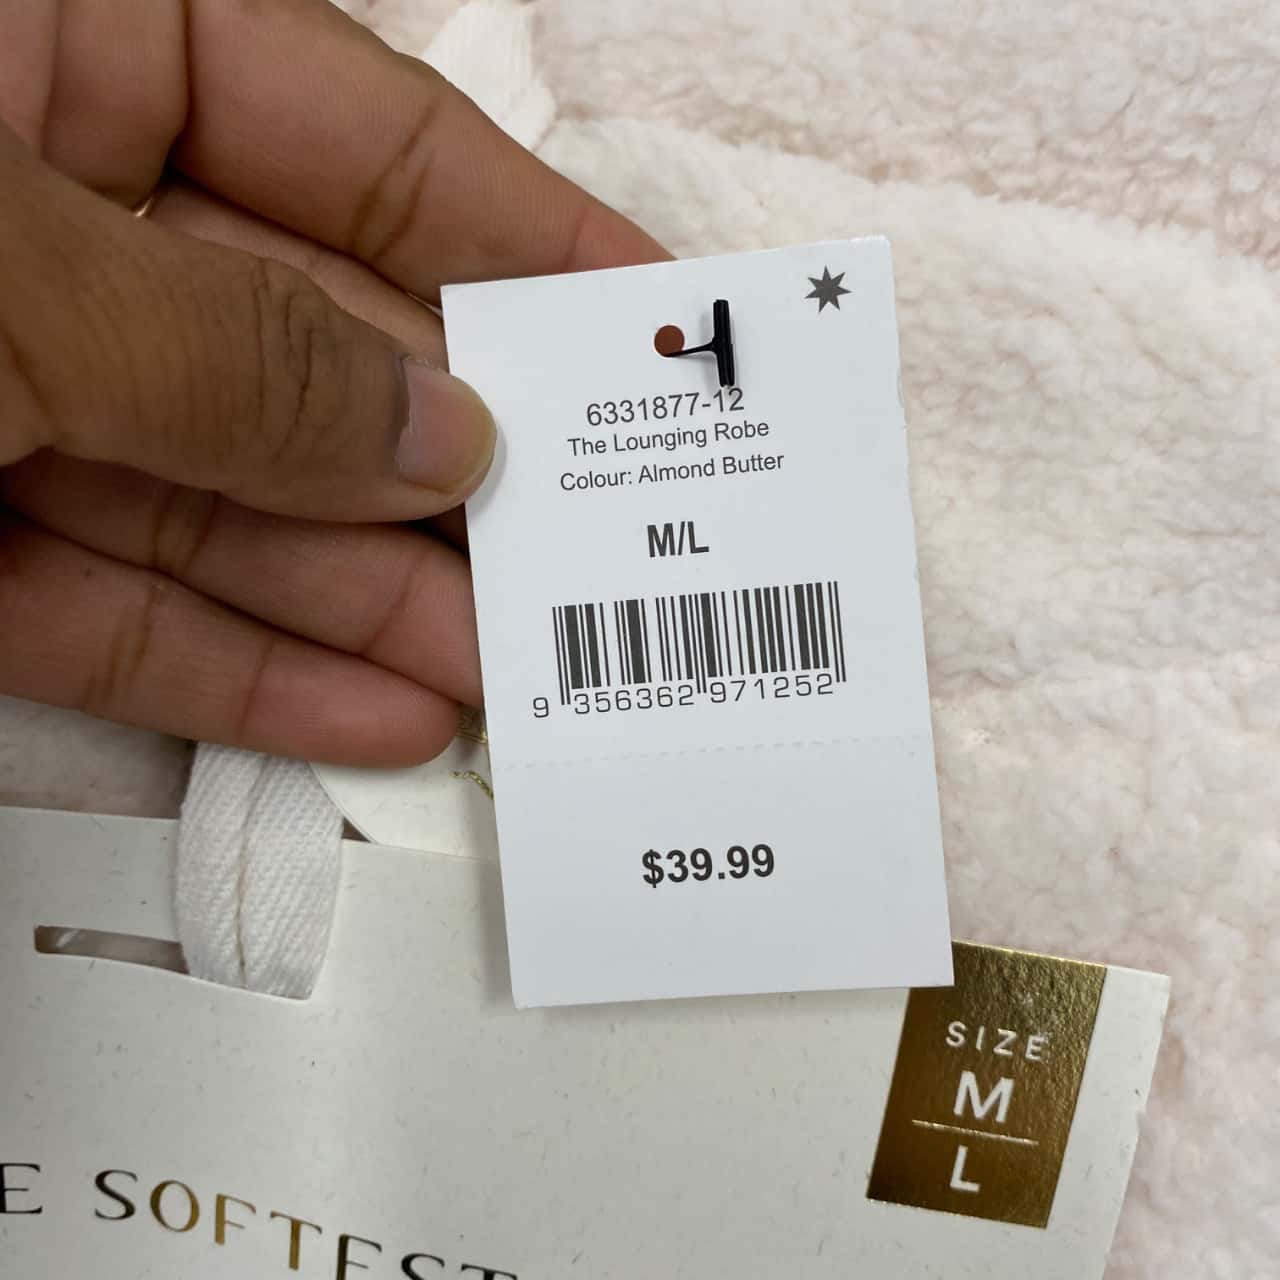 6331877-12
The Lounging Robe
Colour: Almond Butter
M/L
9 356362 971252
$39.99
SIZE
M
L
SOFTEST